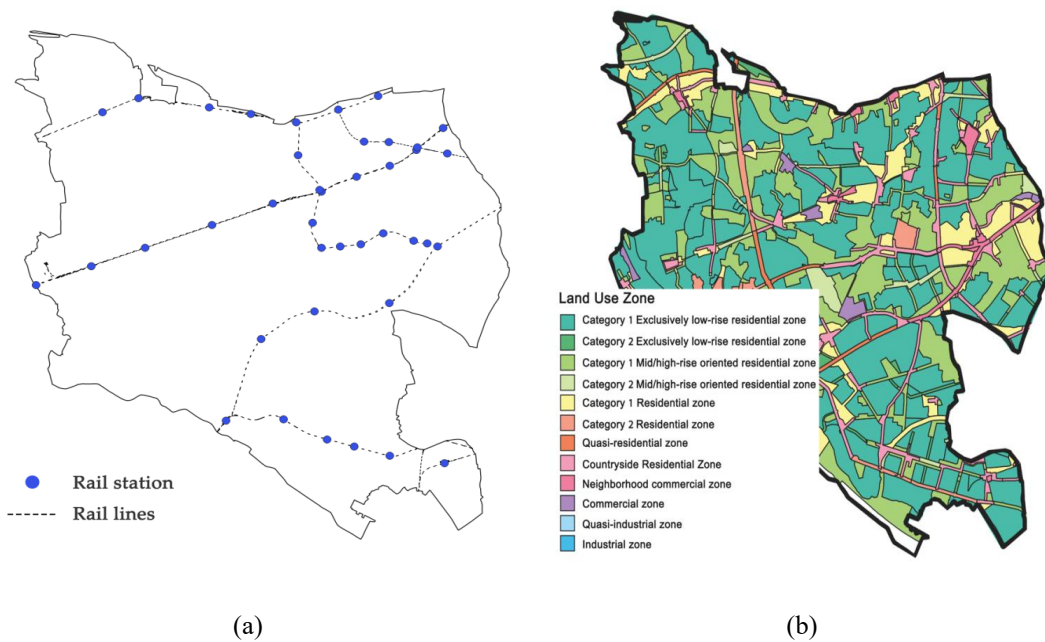 Rail station
Rail lines
(a)
Land Use Zone
Category 1 Exclusively low-rise residential zone
Category 2 Exclusively low-rise residential zone
Category 1 Mid/high-rise oriented residential zone
Category 2 Mid/high-rise oriented residential zone
Category 1 Residential zone
Category 2 Residential zone
Quasi-residential zone
Countryside Residential Zone
Neighborhood commercial zone
Commercial zone
Quasi-industrial zone
Industrial zone
(b)